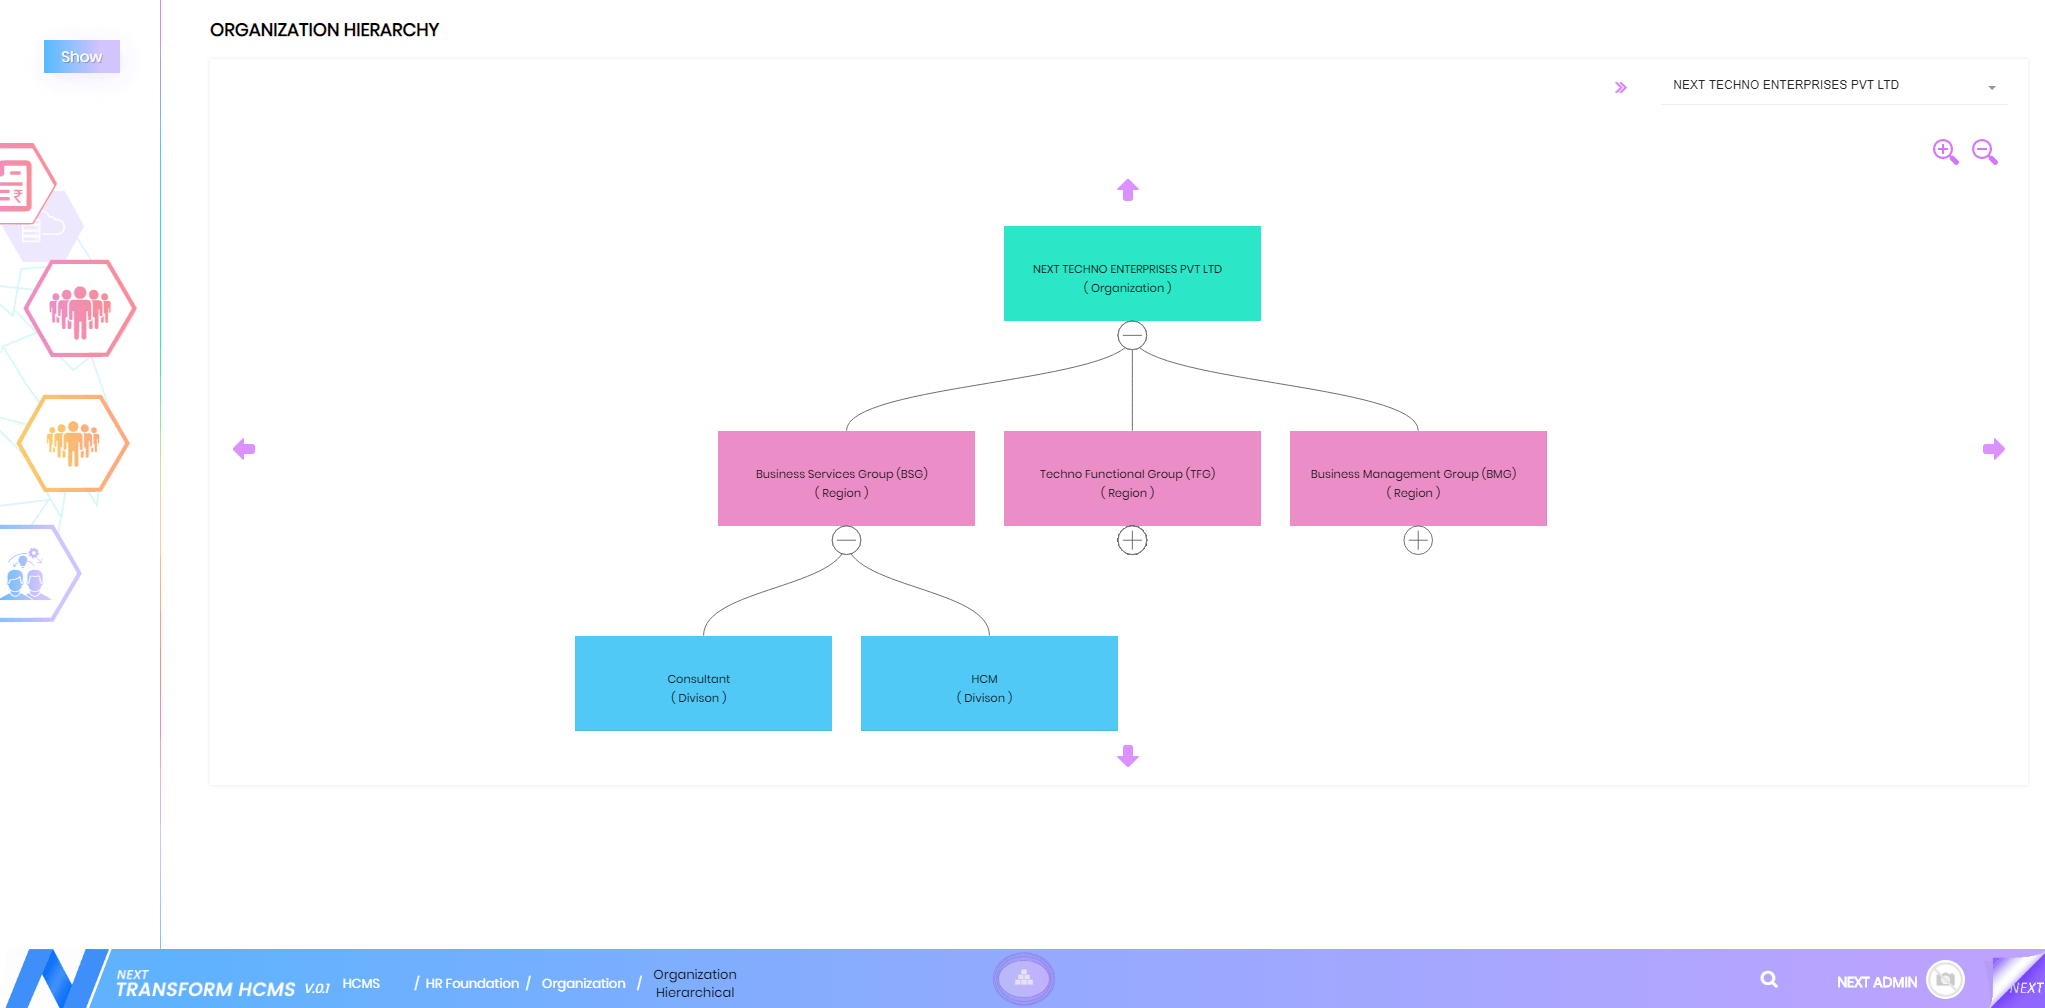 ORGANIZATION HIERARCHY
Show
NEXT TECHNO ENTERPRISES PVT LTD
NEXT TECHNO ENTERPRISES PVT LTD
( Organization )
Business Services Group (BSG)
( Region )
Techno Functional Group (TFG)
( Region )
Business Management Group (BMG)
( Region )
Consultant
( Divison )
HCM
( Divison )
NEXT
TRANSFORM HCMS V.0.1
HCMS / HR Foundation / Organization / Organization
Hierarchical
NEXT ADMIN
NEXT